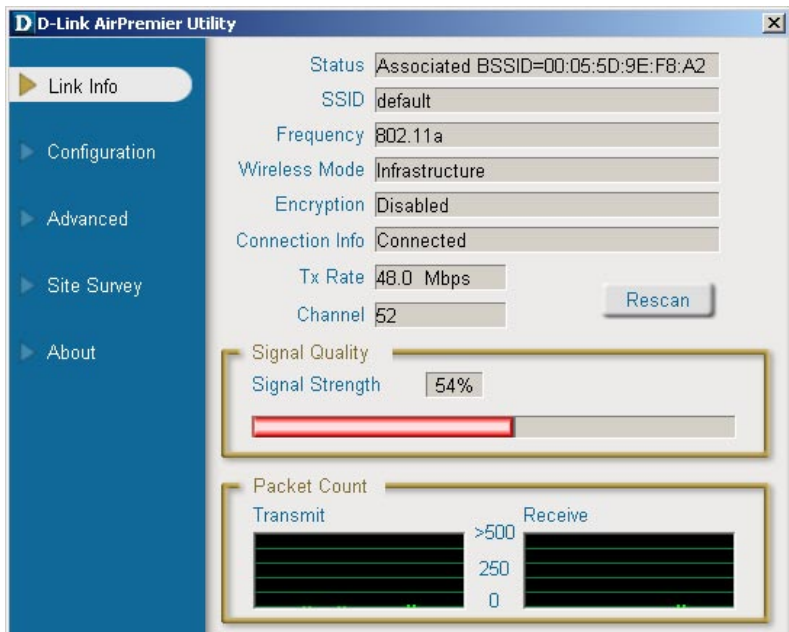 D D-Link AirPremier Utility
Link Info
Configuration
Advanced
Site Survey
About
Status Associated BSSID=00:05:5D:9E:F8:A2
SSID default
Frequency 802.11a
Wireless Mode Infrastructure
Encryption Disabled
Connection Info Connected
Tx Rate 48.0 Mbps
Channel 52
Rescan
Signal Quality
Signal Strength 54%
Packet Count
Transmit
Receive
>500
250
0